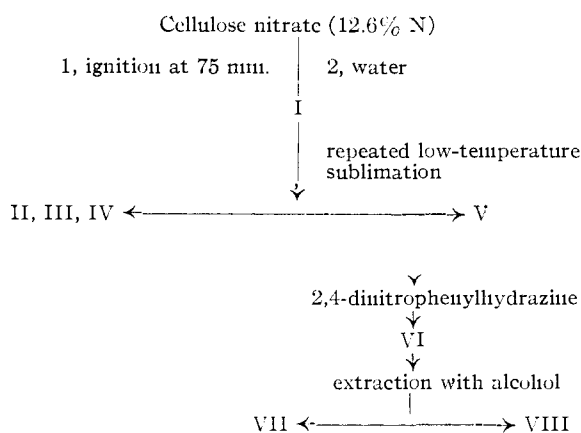 Cellulose nitrate (12.6% N)
1, ignition at 75 mm. 2, water
I
repeated low-temperature
sublimation
II, III, IV V
2,4-dinitrophenylhydrazine
VI
extraction with alcohol
VII VIII